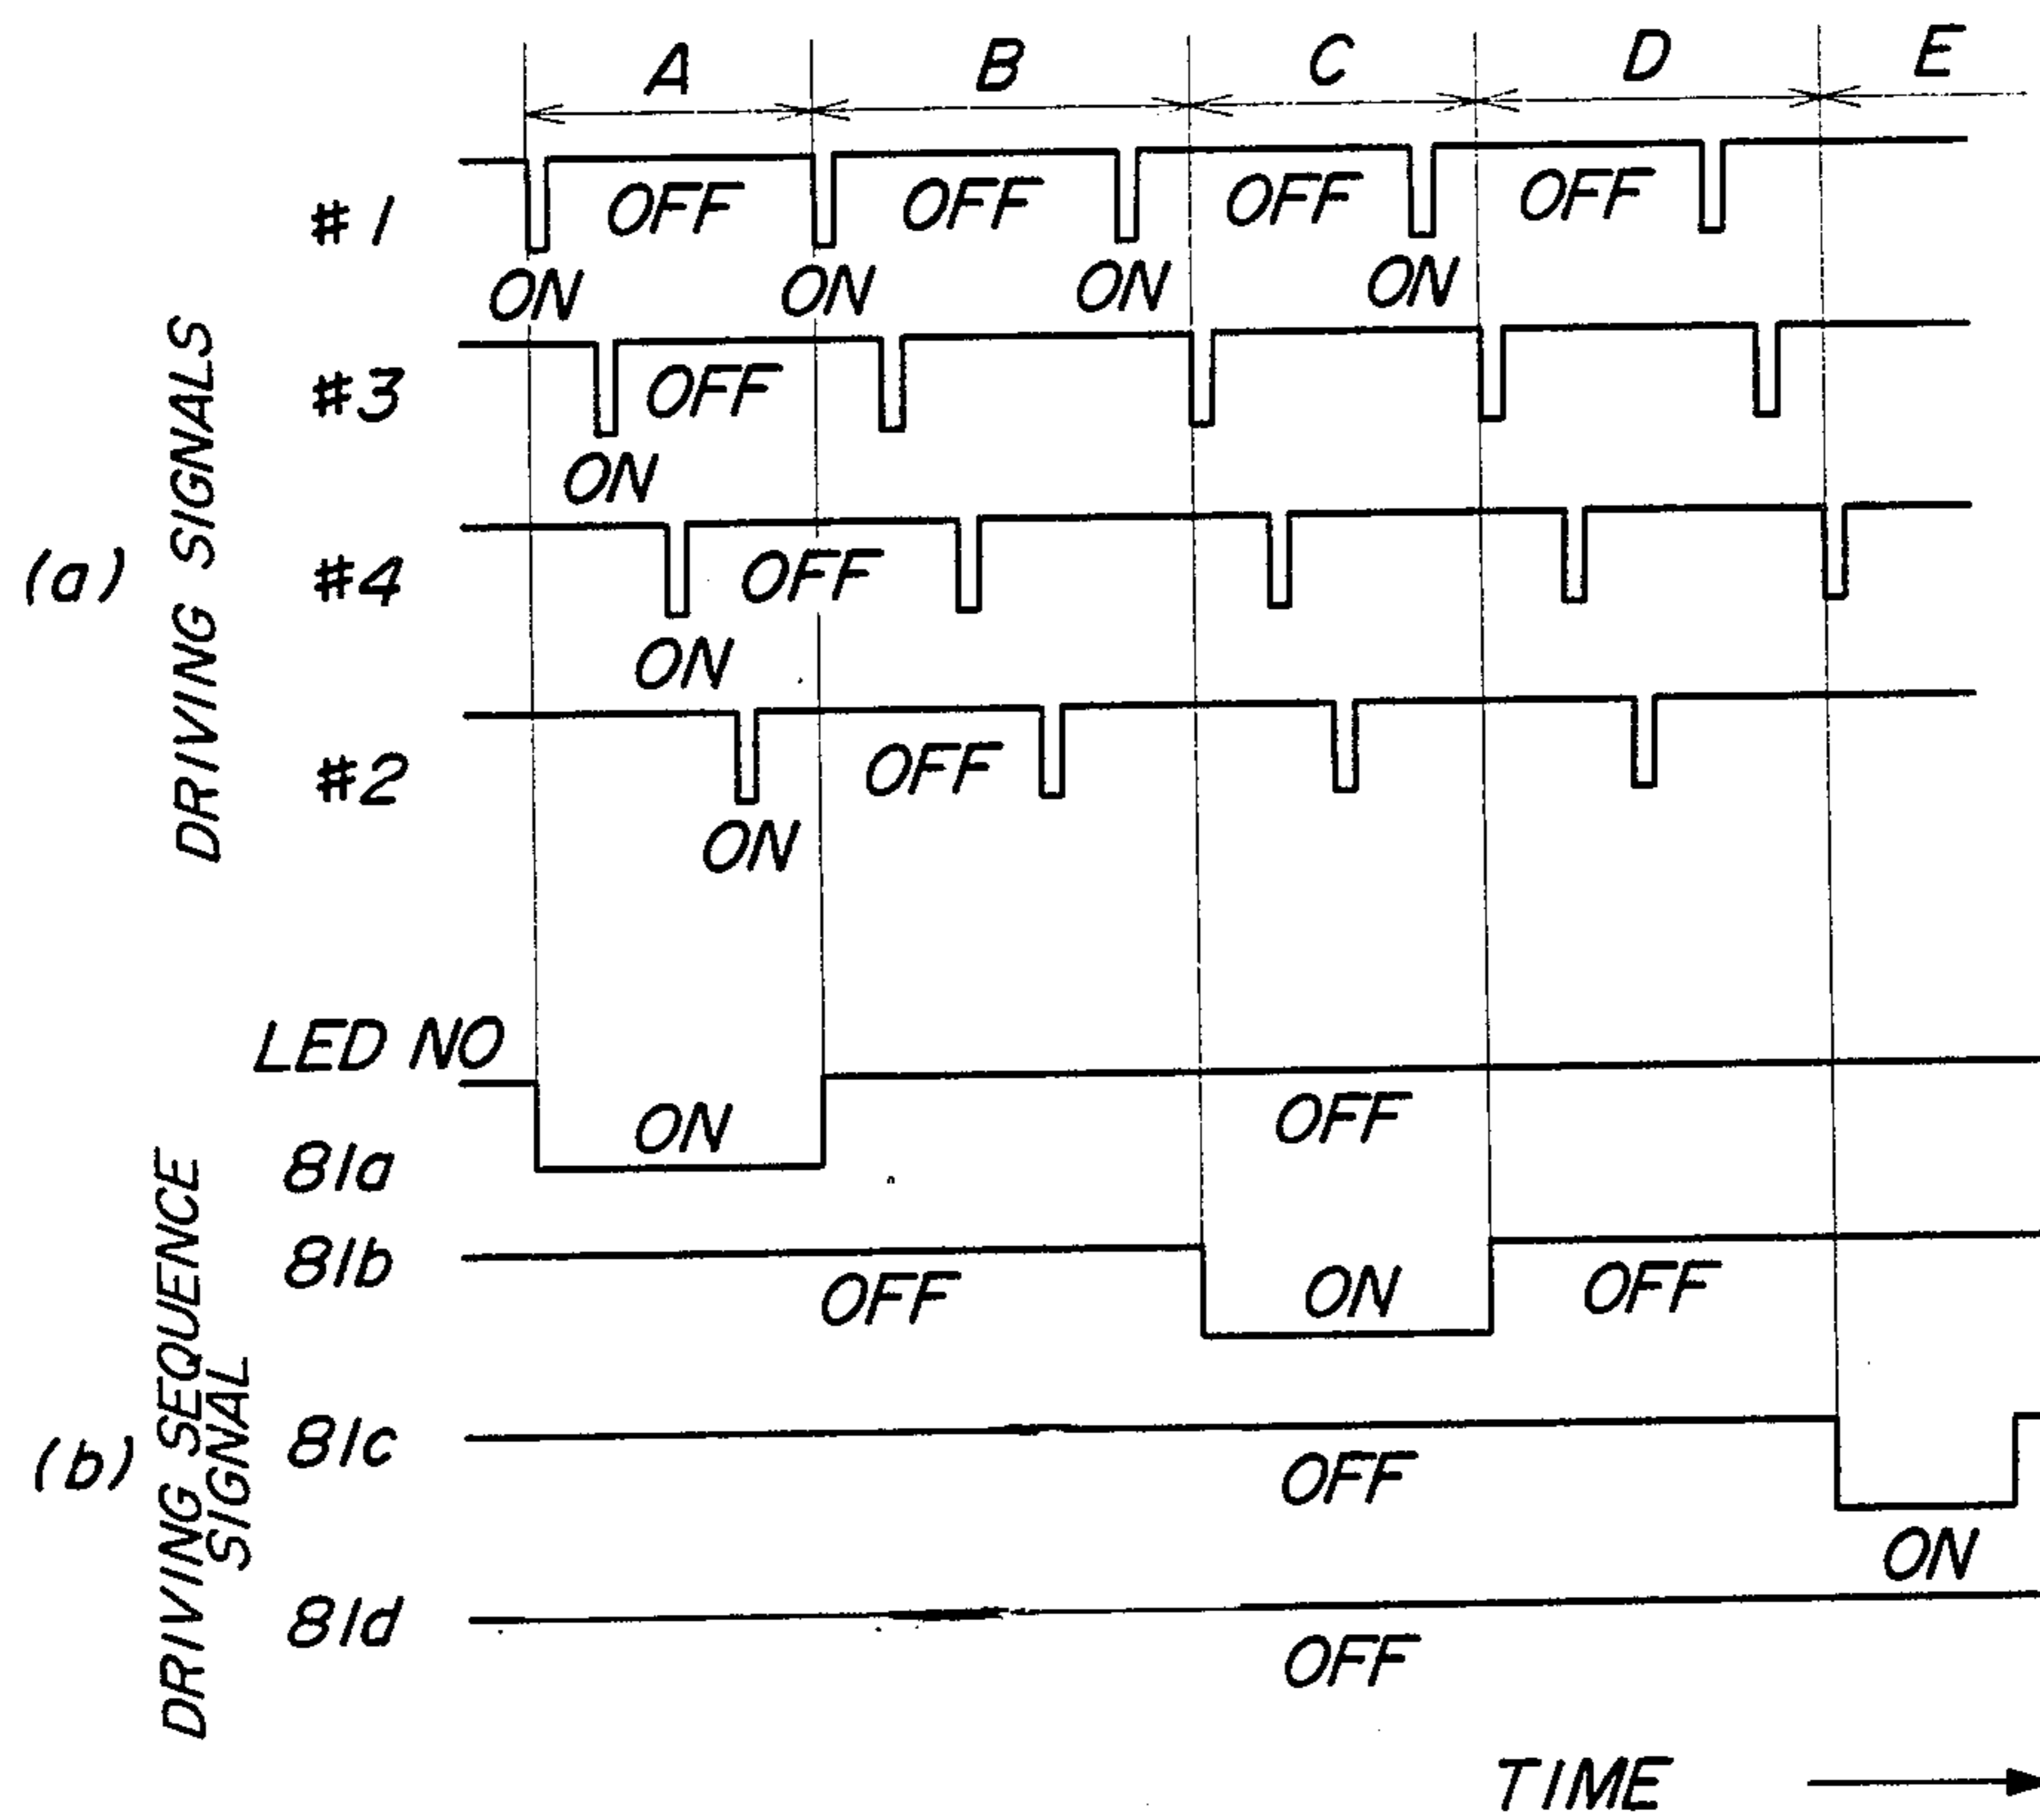 A B C D E
#1 OFF OFF OFF OFF
ON ON ON ON
#3 OFF
ON
#4 OFF
ON
#2 OFF
ON
(a) DRIVING SIGNALS
LED NO
81a ON OFF
81b OFF ON OFF
81c OFF
ON
81d OFF
(b) DRIVING SEQUENCE
SIGNAL
TIME